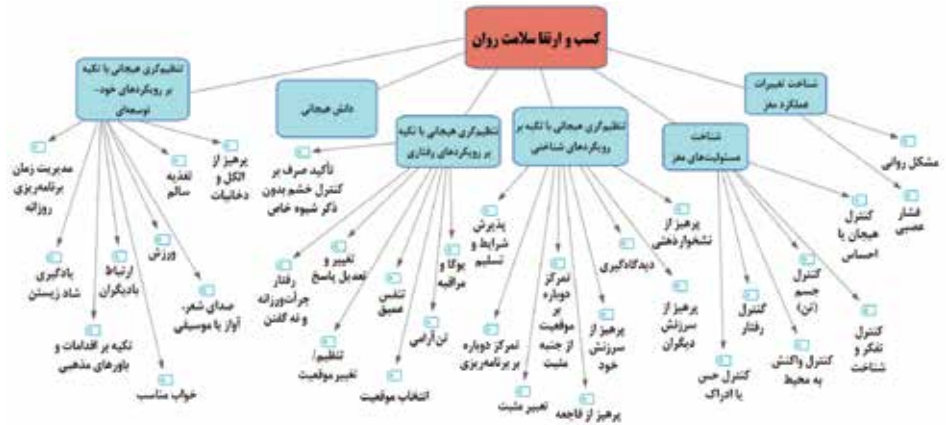 کسب و ارتقا سلامت روان
شناخت تغییرات
عملکرد مغز
مشکل روانی
فشار
عصبی
شناخت
مسئولیت‌های مغز
کنترل
هیجان یا
احساس
کنترل
تفکر و
شناخت
کنترل
جسم
(تن)
کنترل واکنش
به محیط
کنترل
رفتار
کنترل حس
یا ادراک
تنظیم‌گری هیجانی با تکیه بر
رویکردهای شناختی
پرهیز از
نشخوار ذهنی
پرهیز از
سرزنش
دیگران
دیدگاه‌گیری
پرهیز از
سرزنش
خود
پرهیز از فاجعه
تمرکز
دوباره
بر
موقعیت
از جنبه
مثبت
تعبیر مثبت
تمرکز دوباره
بر برنامه‌ریزی
پذیرش
شرایط و
تسلیم
تنظیم‌گری هیجانی با تکیه
بر رویکردهای رفتاری
یوگا و
مراقبه
تن‌آرامی
تنفس
عمیق
انتخاب موقعیت
تغییر و
تعدیل پاسخ
تنظیم/
تغییر موقعیت
رفتار
جرأت‌ورزانه
و نه گفتن
دانش هیجانی
تأکید صرف بر
کنترل خشم بدون
ذکر شیوه خاص
تنظیم‌گری هیجانی با تکیه
بر رویکردهای خود-
توسعه‌ای
پرهیز از
الکل و
دخانیات
تغذیه
سالم
مدیریت زمان
برنامه‌ریزی
روزانه
صدای شعر،
آواز یا موسیقی
ورزش
ارتباط
بادیگران
یادگیری
شاد زیستن
تکیه بر اقدامات و
باورهای مذهبی
خواب مناسب